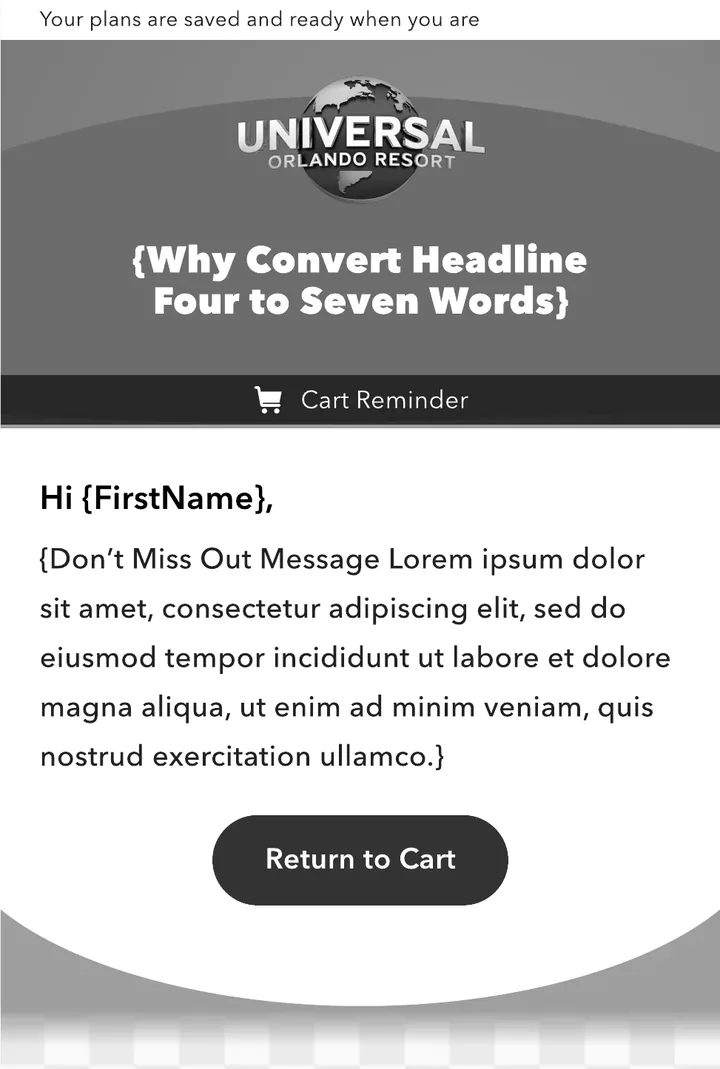 Your plans are saved and ready when you are
UNIVERSAL
ORLANDO RESORT
{Why Convert Headline
Four to Seven Words}
Cart Reminder
Hi {FirstName},
{Don’t Miss Out Message Lorem ipsum dolor
sit amet, consectetur adipiscing elit, sed do
eiusmod tempor incididunt ut labore et dolore
magna aliqua, ut enim ad minim veniam, quis
nostrud exercitation ullamco.}
Return to Cart